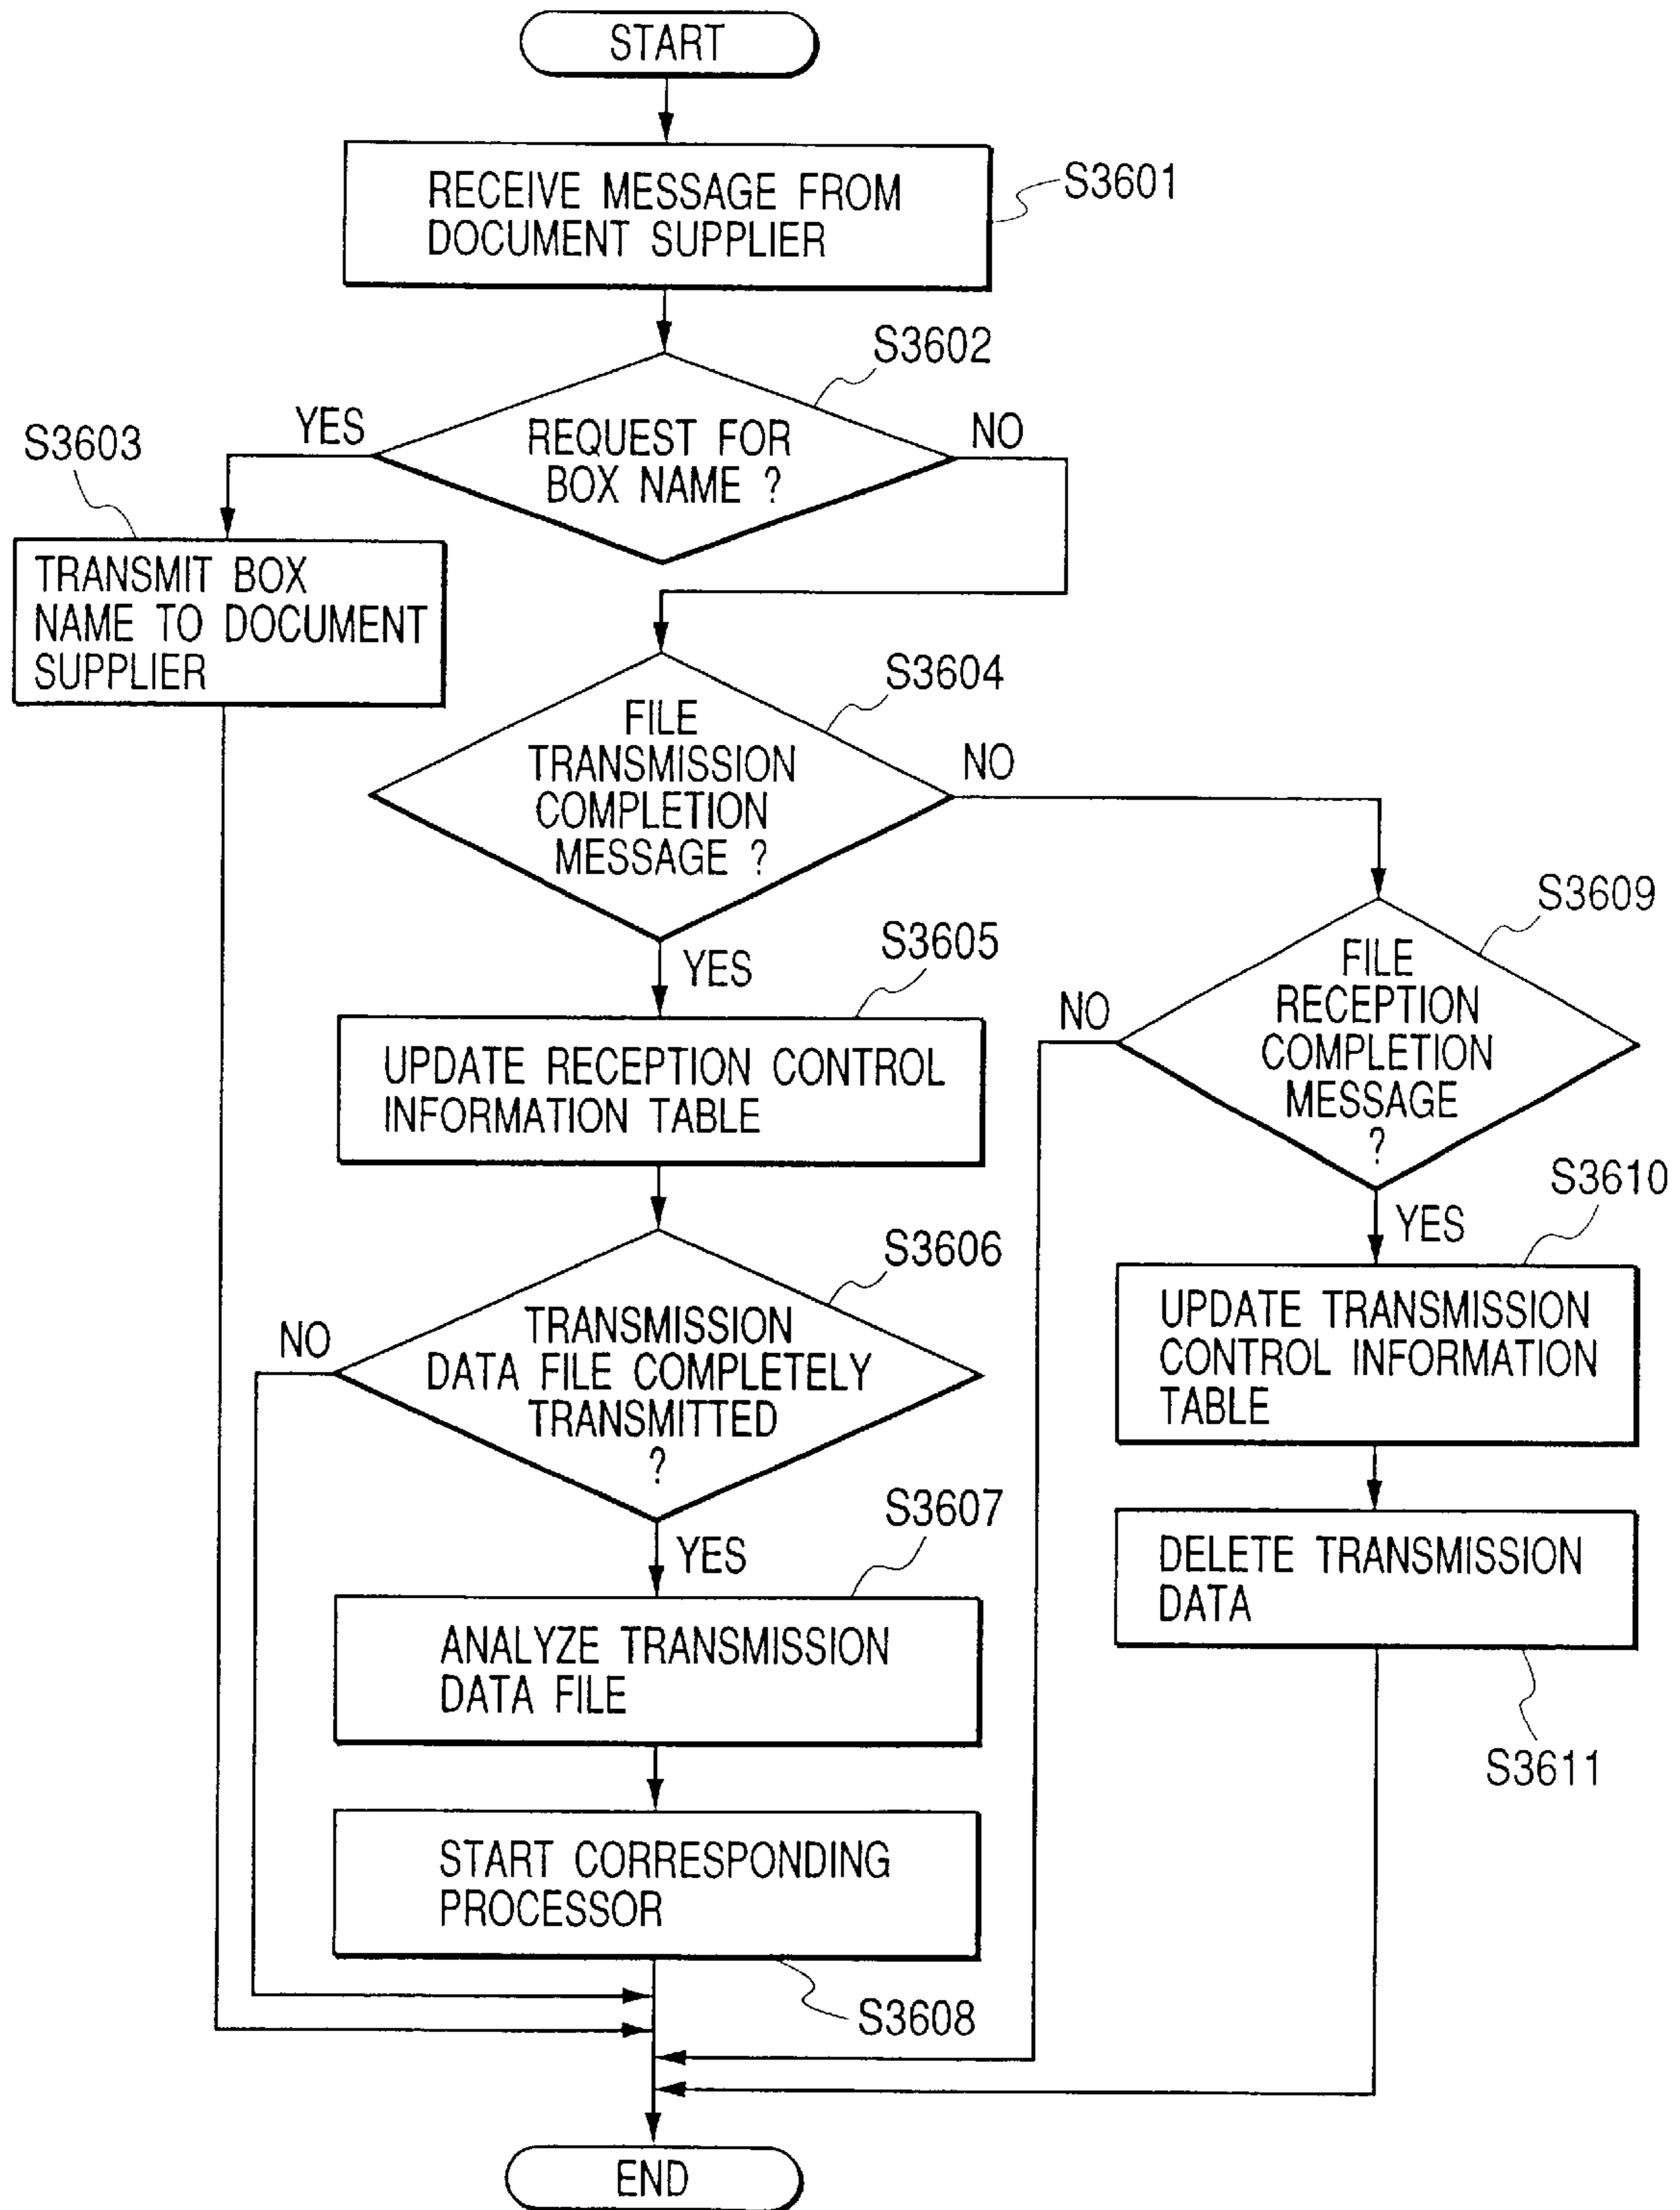 START
RECEIVE MESSAGE FROM
DOCUMENT SUPPLIER
S3601
S3602
REQUEST FOR
BOX NAME ?
YES
NO
S3603
TRANSMIT BOX
NAME TO DOCUMENT
SUPPLIER
S3604
FILE
TRANSMISSION
COMPLETION
MESSAGE ?
NO
YES
S3605
UPDATE RECEPTION CONTROL
INFORMATION TABLE
S3606
TRANSMISSION
DATA FILE COMPLETELY
TRANSMITTED
?
NO
YES
S3607
ANALYZE TRANSMISSION
DATA FILE
START CORRESPONDING
PROCESSOR
S3608
S3609
FILE
RECEPTION
COMPLETION
MESSAGE
?
NO
YES
S3610
UPDATE TRANSMISSION
CONTROL INFORMATION
TABLE
DELETE TRANSMISSION
DATA
S3611
END